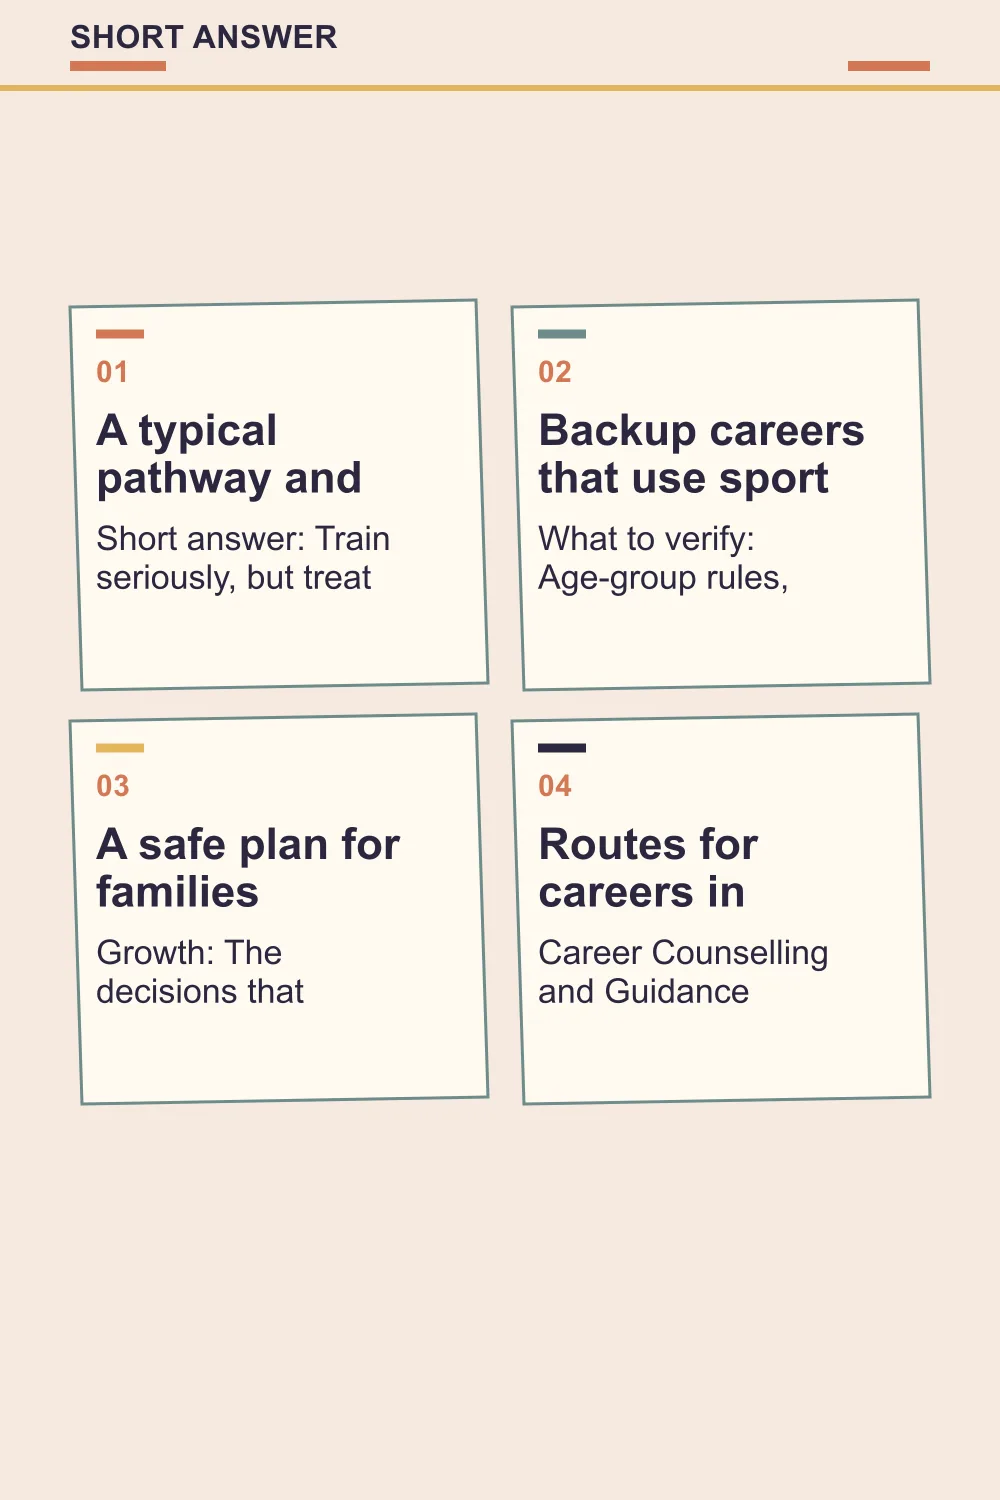 SHORT ANSWER
01
A typical
pathway and
Short answer: Train
seriously, but treat
02
Backup careers
that use sport
What to verify:
Age-group rules,
03
A safe plan for
families
Growth: The
decisions that
04
Routes for
careers in
Career Counselling
and Guidance